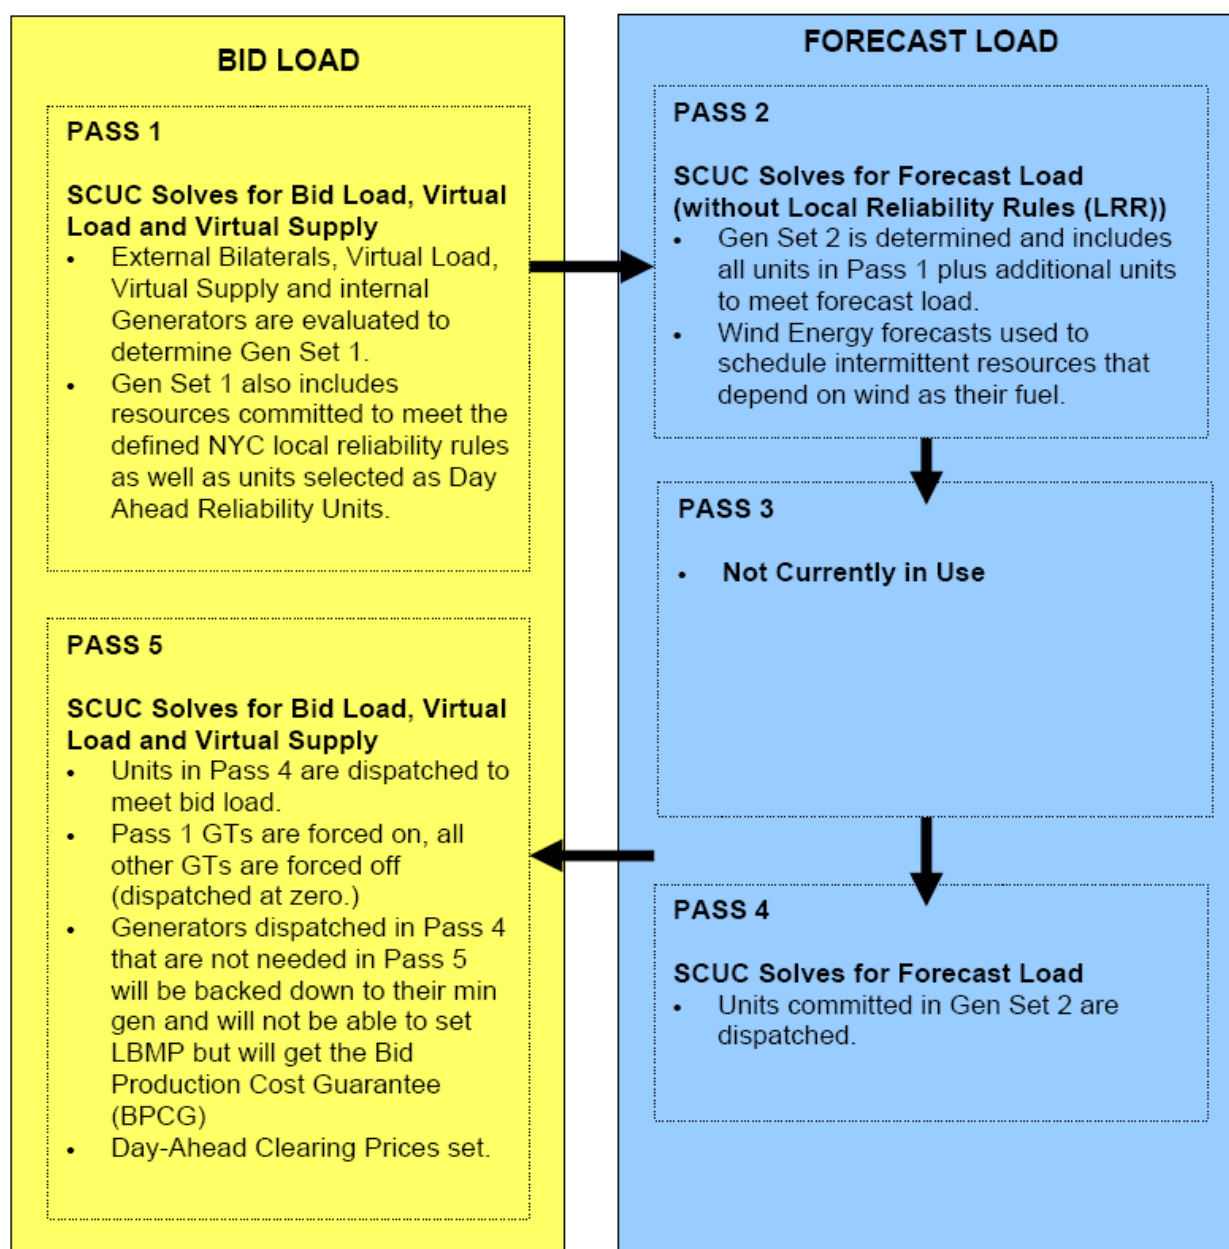 BID LOAD
PASS 1
SCUC Solves for Bid Load, Virtual
Load and Virtual Supply
• External Bilaterals, Virtual Load,
Virtual Supply and internal
Generators are evaluated to
determine Gen Set 1.
• Gen Set 1 also includes
resources committed to meet the
defined NYC local reliability rules
as well as units selected as Day
Ahead Reliability Units.
FORECAST LOAD
PASS 2
SCUC Solves for Forecast Load
(without Local Reliability Rules (LRR))
• Gen Set 2 is determined and includes
all units in Pass 1 plus additional units
to meet forecast load.
• Wind Energy forecasts used to
schedule intermittent resources that
depend on wind as their fuel.
PASS 3
• Not Currently in Use
PASS 4
SCUC Solves for Forecast Load
• Units committed in Gen Set 2 are
dispatched.
PASS 5
SCUC Solves for Bid Load, Virtual
Load and Virtual Supply
• Units in Pass 4 are dispatched to
meet bid load.
• Pass 1 GTs are forced on, all
other GTs are forced off
(dispatched at zero.)
• Generators dispatched in Pass 4
that are not needed in Pass 5
will be backed down to their min
gen and will not be able to set
LBMP but will get the Bid
Production Cost Guarantee
(BPCG)
• Day-Ahead Clearing Prices set.